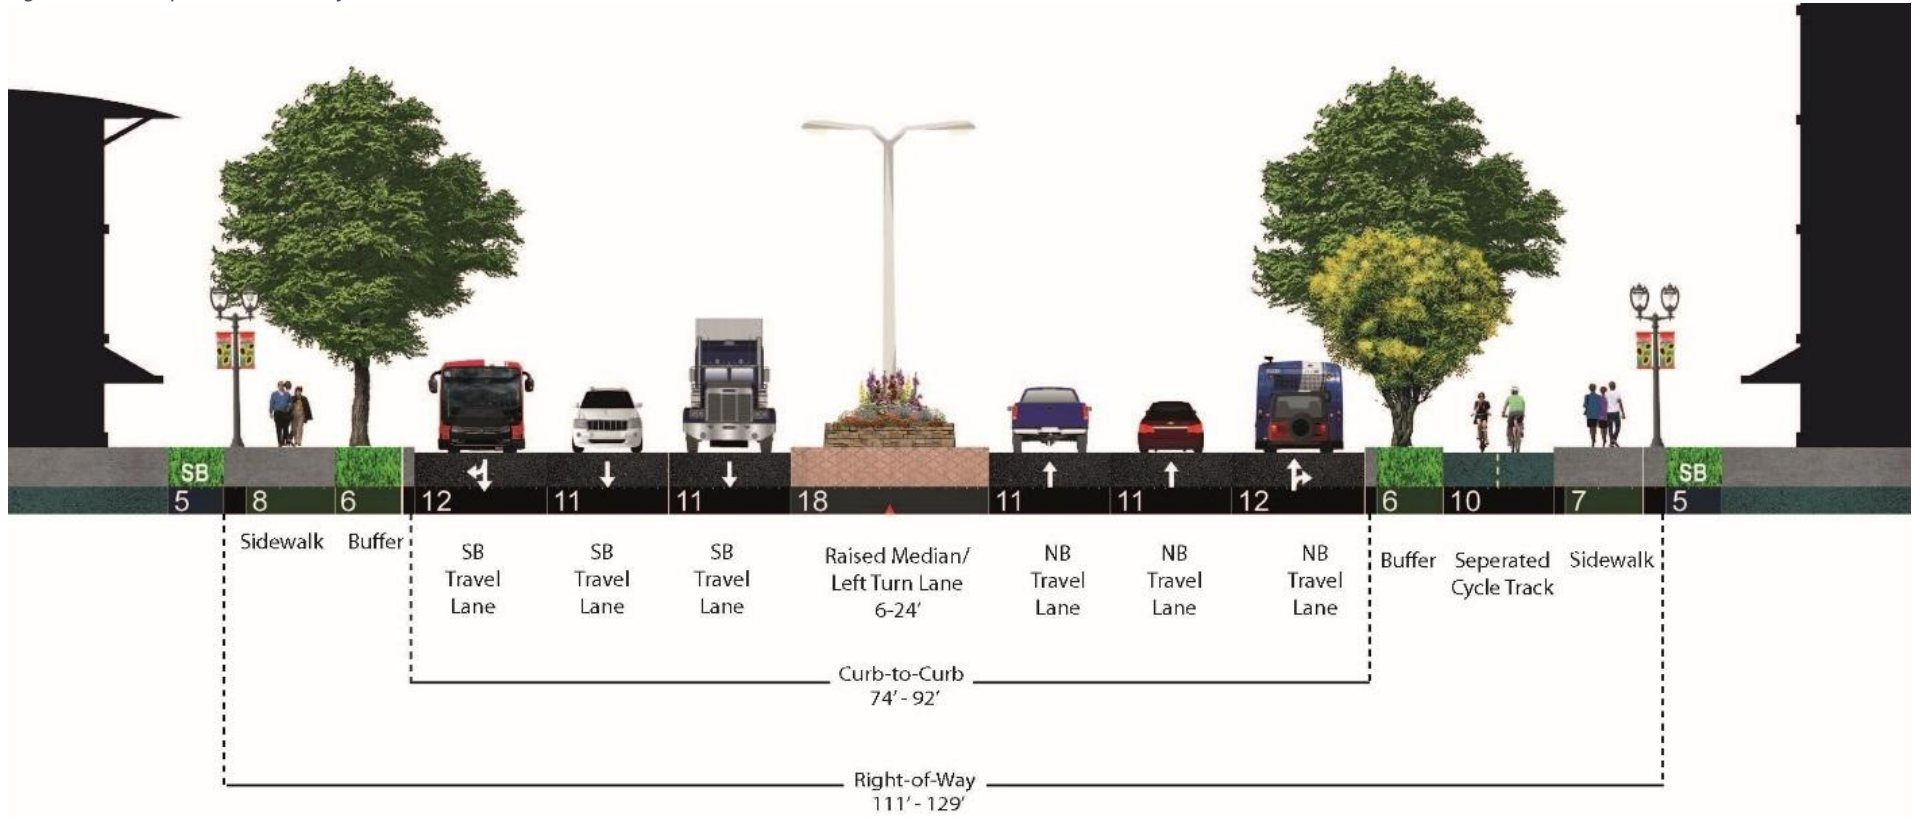 SB
SB
5
8
6
12
11
11
18
11
11
12
6
10
7
5
Sidewalk
Buffer
SB
Travel
Lane
SB
Travel
Lane
SB
Travel
Lane
Raised Median/
Left Turn Lane
6-24'
NB
Travel
Lane
NB
Travel
Lane
NB
Travel
Lane
Buffer
Seperated
Cycle Track
Sidewalk
Curb-to-Curb
74' - 92'
Right-of-Way
111' - 129'